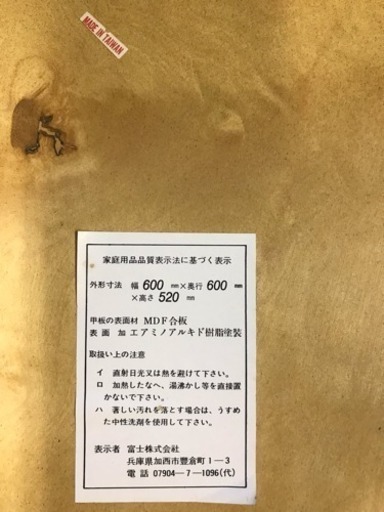 MADE IN TAIWAN
家庭用品品質表示法に基づく表示
外形寸法 幅 600 ㎜×奥行 600 ㎜
×高さ 520 ㎜
甲板の表面材 MDF合板
表面 加エアミノアルキド樹脂塗装
取扱い上の注意
イ 直射日光又は熱を避けて下さい。
ロ 加熱したなべ、湯沸かし等を直接置
かないで下さい。
ハ 著しい汚れを落とす場合は、うすめ
た中性洗剤を使用して下さい。
表示者 富士株式会社
兵庫県加西市豐倉町1−3
電話 07904−7−1096(代)